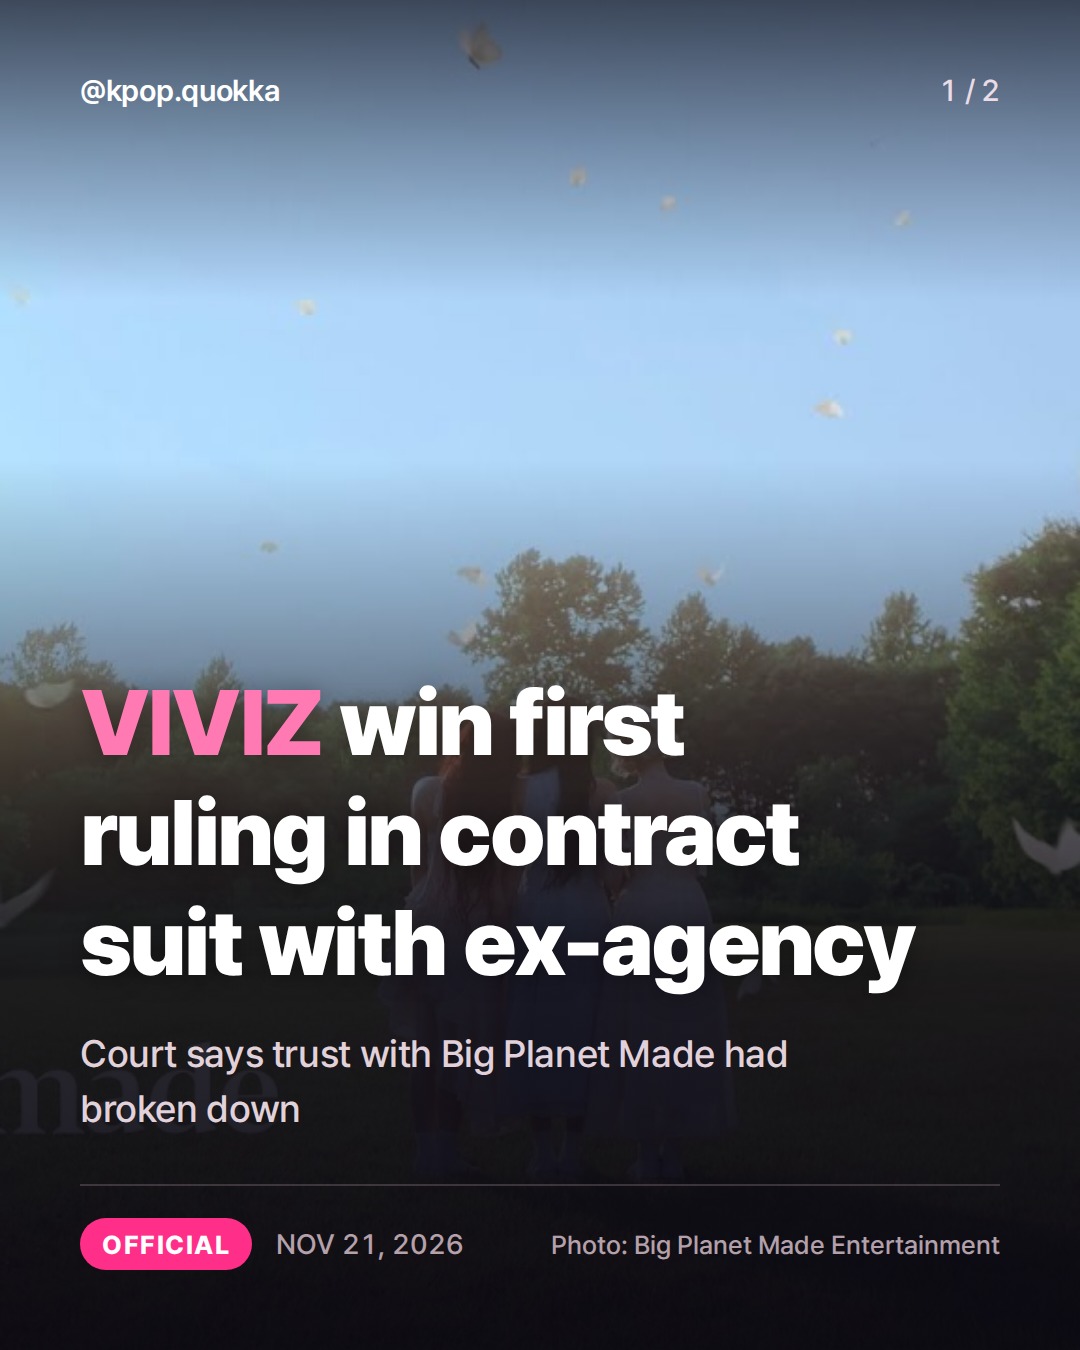 @kpop.quokka
1 / 2
VIVIZ win first
ruling in contract
suit with ex-agency
Court says trust with Big Planet Made had
broken down
made
OFFICIAL
NOV 21, 2026
Photo: Big Planet Made Entertainment